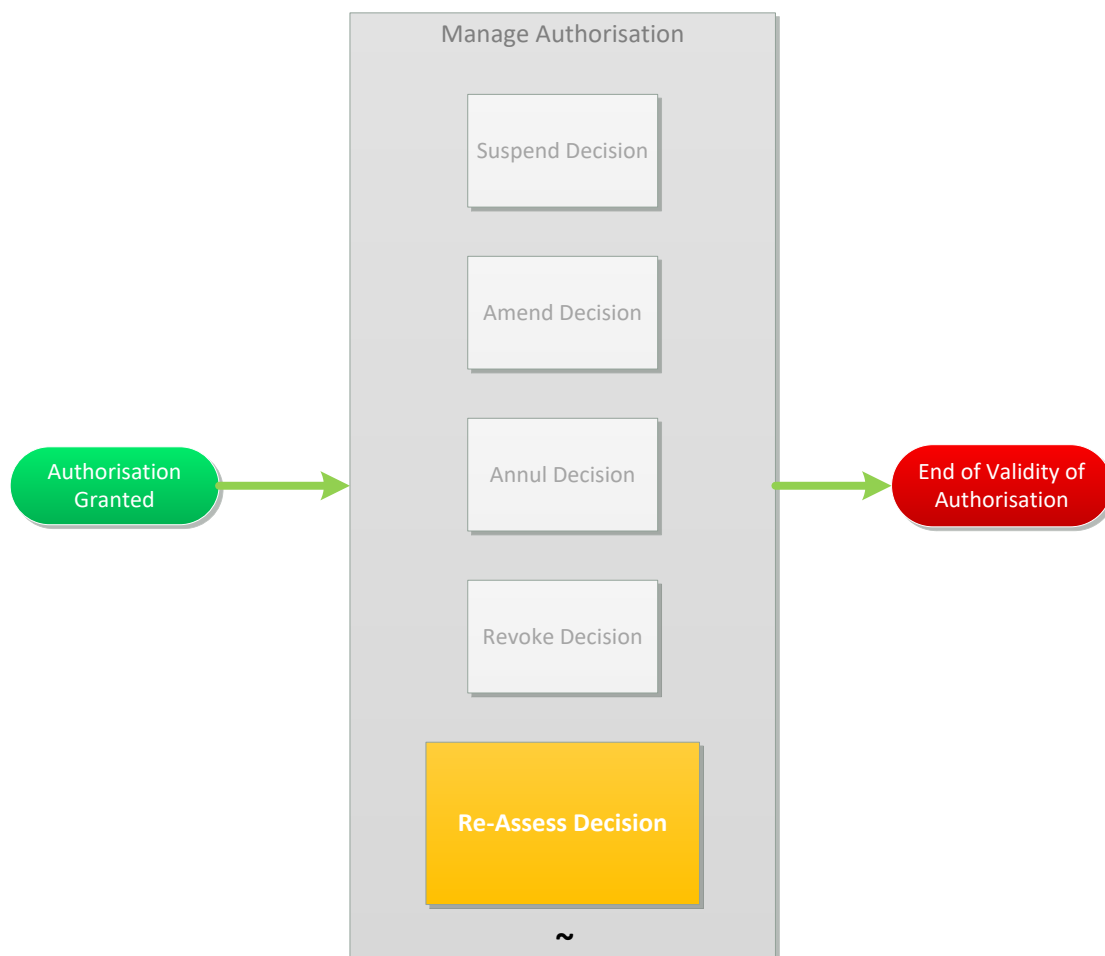 Manage Authorisation
Suspend Decision
Amend Decision
Authorisation
Granted
Annul Decision
End of Validity of
Authorisation
Revoke Decision
Re-Assess Decision
~